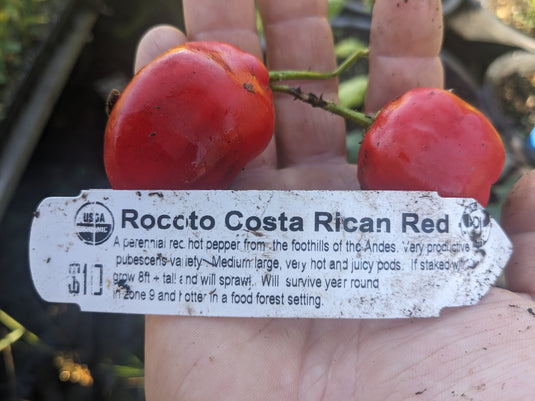 USDA
ORGANIC
Rocoto Costa Rican Red
A perennial red hot pepper from the foothills of the Andes. Very productive
pubescens variety. Medium large, very hot and juicy pods. If staked will
grow 8ft + tall and will sprawl. Will survive year round
in zone 9 and hotter in a food forest setting.
$10